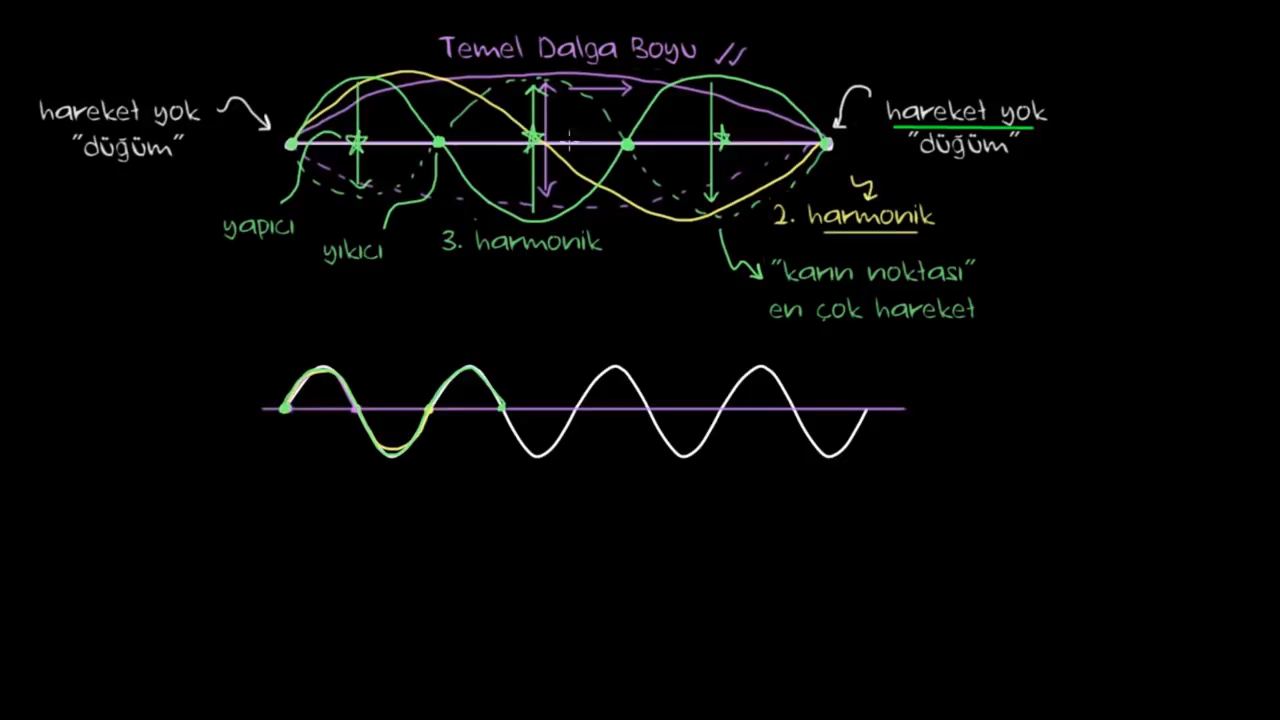 Temel Dalga Boyu
hareket yok
"düğüm"
hareket yok
"düğüm"
2. harmonik
yapıcı
yıkıcı
3. harmonik
"karın noktası"
en çok hareket